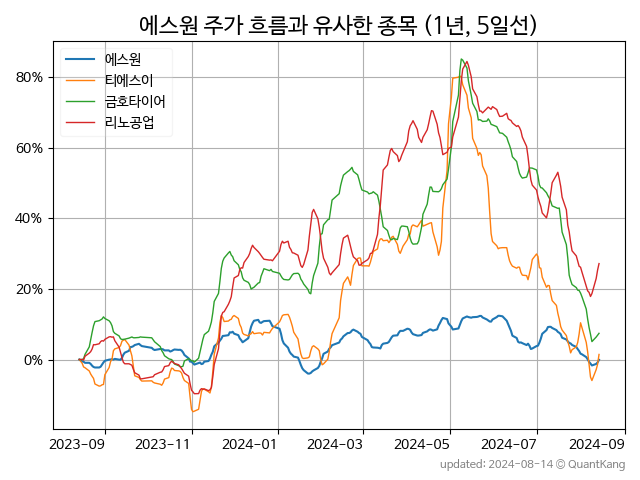 에스원 주가 흐름과 유사한 종목 (1년, 5일선)
에스원
티에스이
금호타이어
리노공업
80%
60%
40%
20%
0%
2023-09 2023-11 2024-01 2024-03 2024-05 2024-07 2024-09
updated: 2024-08-14 © QuantKang